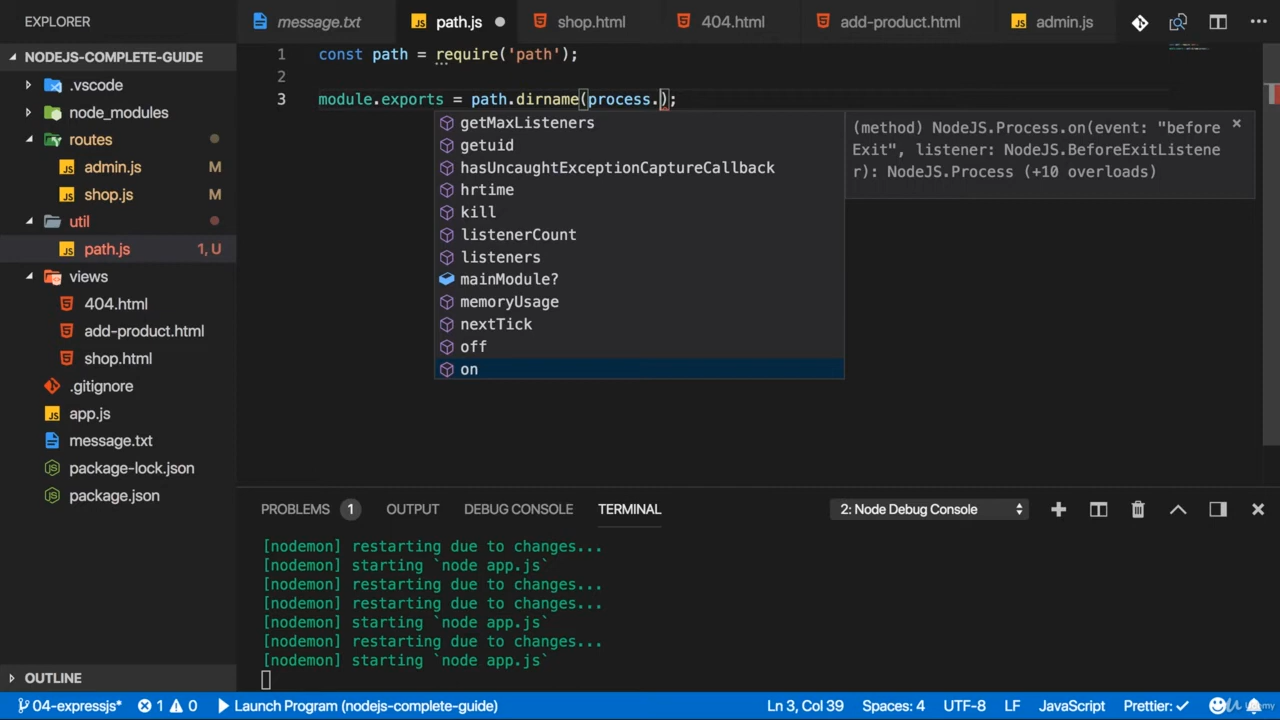 EXPLORER
NODEJS-COMPLETE-GUIDE
.vscode
node_modules
routes
admin.js M
shop.js M
util
path.js 1, U
views
404.html
add-product.html
shop.html
.gitignore
app.js
message.txt
package-lock.json
package.json
OUTLINE
message.txt path.js shop.html 404.html add-product.html admin.js
1 const path = require('path');
2
3 module.exports = path.dirname(process.);
getMaxListeners
getuid
hasUncaughtExceptionCaptureCallback
hrtime
kill
listenerCount
listeners
mainModule?
memoryUsage
nextTick
off
on
(method) NodeJS.Process.on(event: "before
Exit", listener: NodeJS.BeforeExitListene
r): NodeJS.Process (+10 overloads)
PROBLEMS 1 OUTPUT DEBUG CONSOLE TERMINAL 2: Node Debug Console
[nodemon] restarting due to changes...
[nodemon] starting `node app.js`
[nodemon] restarting due to changes...
[nodemon] restarting due to changes...
[nodemon] starting `node app.js`
[nodemon] restarting due to changes...
[nodemon] starting `node app.js`
04-expressjs* 1 0 Launch Program (nodejs-complete-guide) Ln 3, Col 39 Spaces: 4 UTF-8 LF JavaScript Prettier: ✓
Udemy